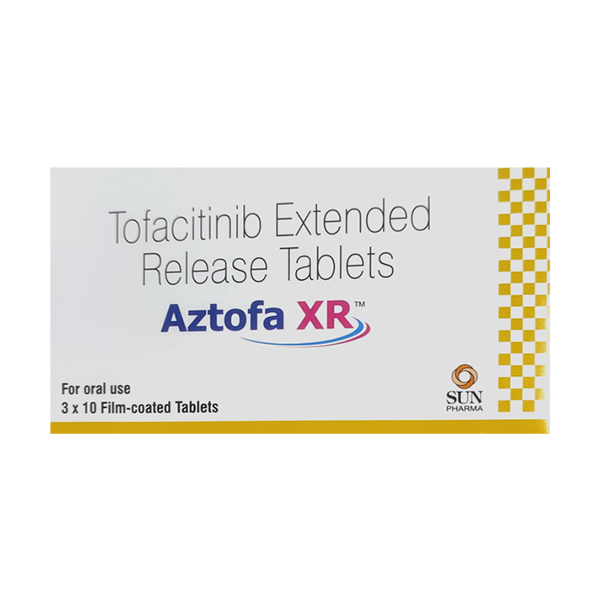 Tofacitinib Extended
Release Tablets
Aztofa XR™
For oral use
3 x 10 Film-coated Tablets
SUN
PHARMA